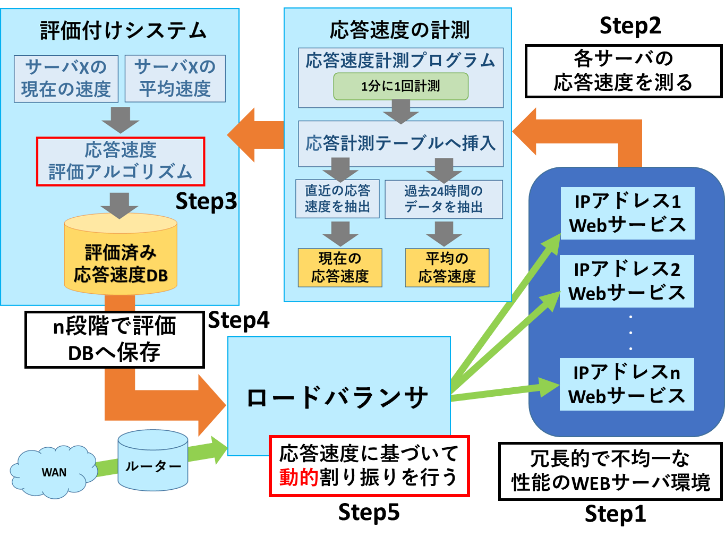 評価付けシステム
サーバXの
現在の速度
サーバXの
平均速度
応答速度
評価アルゴリズム
Step3
評価済み
応答速度DB
n段階で評価
DBへ保存
Step4
応答速度の計測
応答速度計測プログラム
1分に1回計測
応答計測テーブルへ挿入
直近の応答
速度を抽出
過去24時間の
データを抽出
現在の
応答速度
平均の
応答速度
Step2
各サーバの
応答速度を測る
IPアドレス1
Webサービス
IPアドレス2
Webサービス
・
・
・
IPアドレスn
Webサービス
ロードバランサ
応答速度に基づいて
動的割り振りを行う
Step5
WAN
ルーター
冗長的で不均一な
性能のWEBサーバ環境
Step1